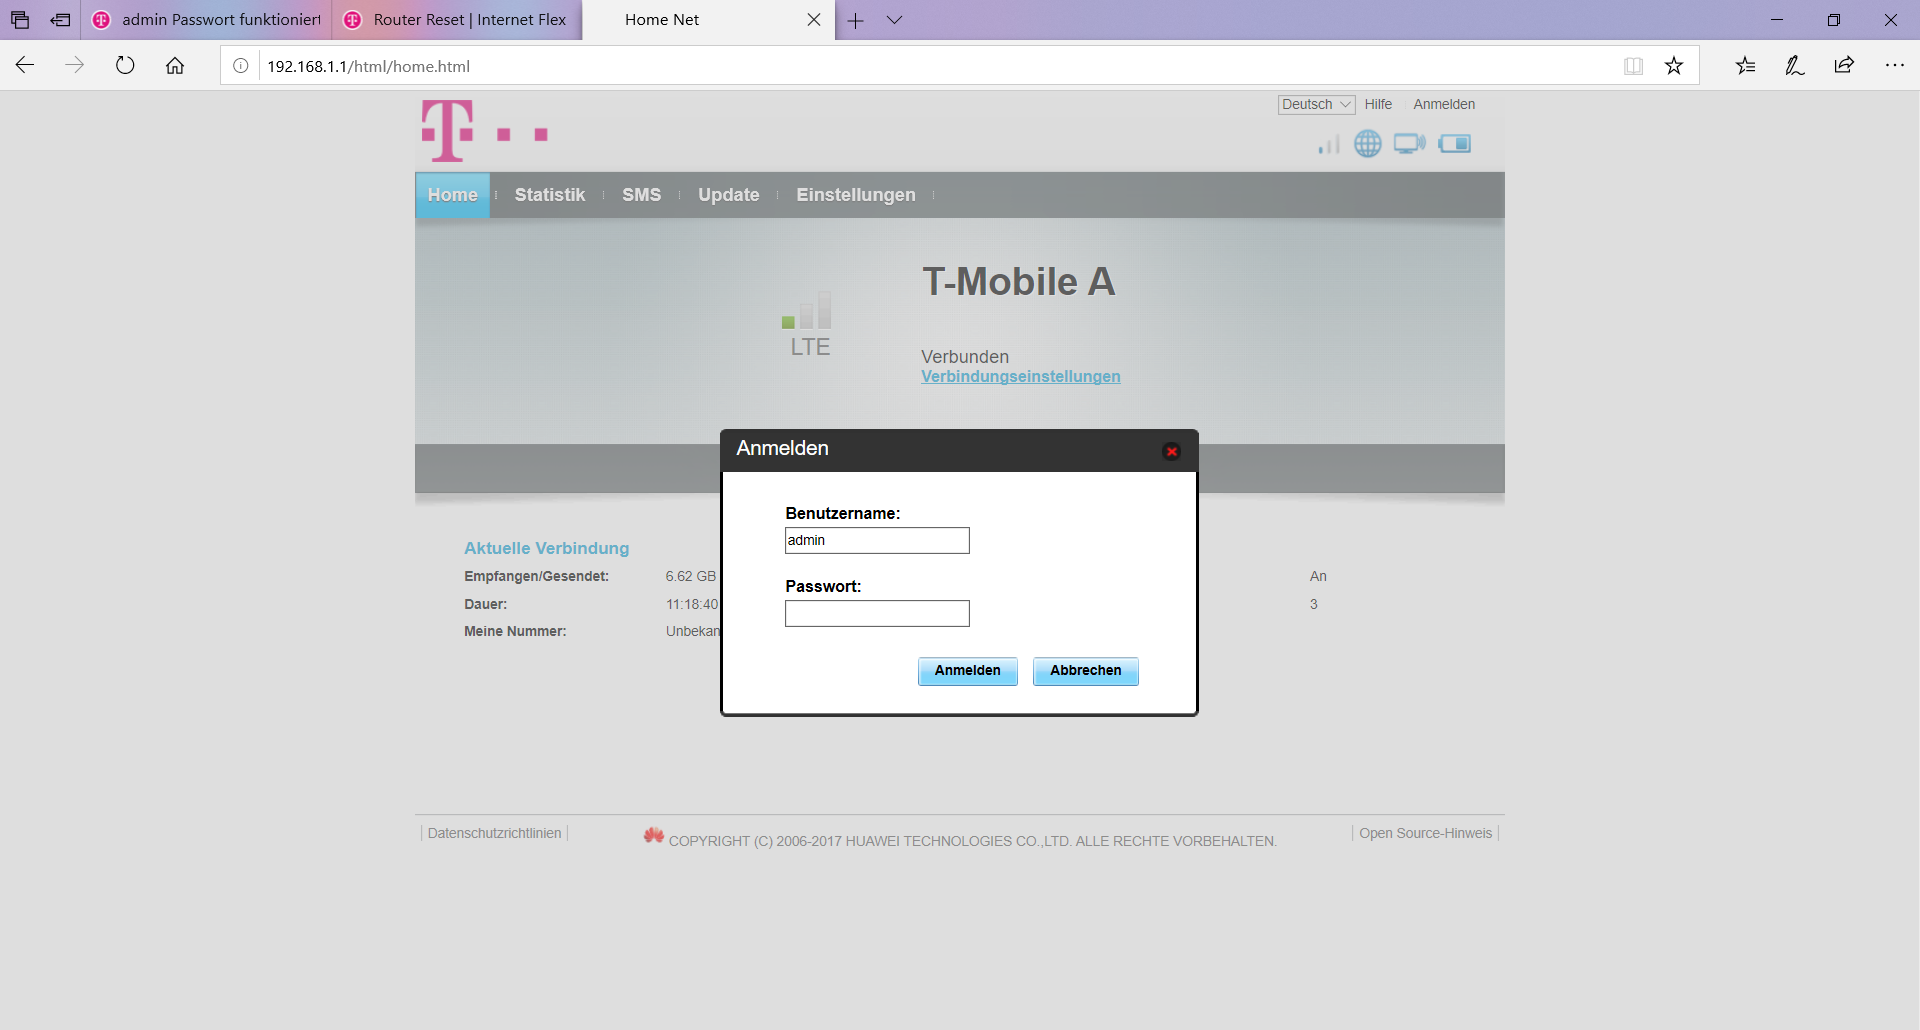 admin Passwort funktioniert
Router Reset | Internet Flex
Home Net
192.168.1.1/html/home.html
Deutsch
Hilfe
Anmelden
Home
Statistik
SMS
Update
Einstellungen
T-Mobile A
LTE
Verbunden
Verbindungseinstellungen
Anmelden
Benutzername:
admin
Passwort:
Anmelden
Abbrechen
Aktuelle Verbindung
Empfangen/Gesendet: 6.62 GB
An
Dauer: 11:18:40
3
Meine Nummer: Unbekan
Datenschutzrichtlinien
COPYRIGHT (C) 2006-2017 HUAWEI TECHNOLOGIES CO.,LTD. ALLE RECHTE VORBEHALTEN.
Open Source-Hinweis